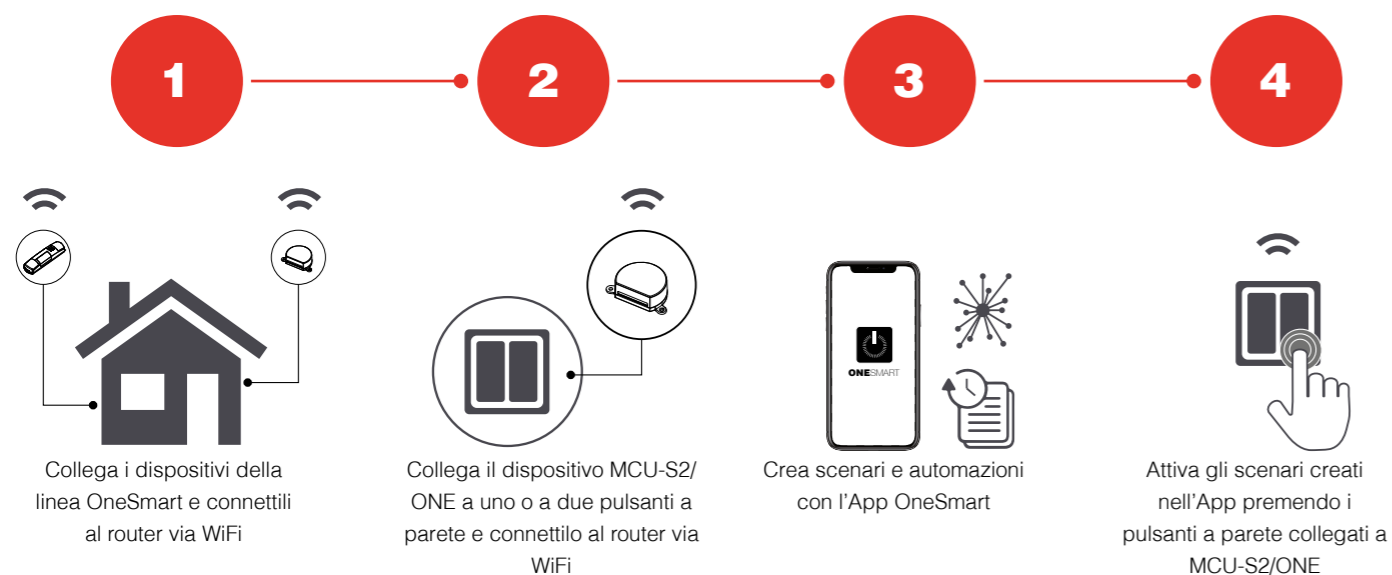 1
2
3
4
ONESMART
Collega i dispositivi della
linea OneSmart e connettili
al router via WiFi
Collega il dispositivo MCU-S2/
ONE a uno o a due pulsanti a
parete e connettilo al router via
WiFi
Crea scenari e automazioni
con l'App OneSmart
Attiva gli scenari creati
nell'App premendo i
pulsanti a parete collegati a
MCU-S2/ONE